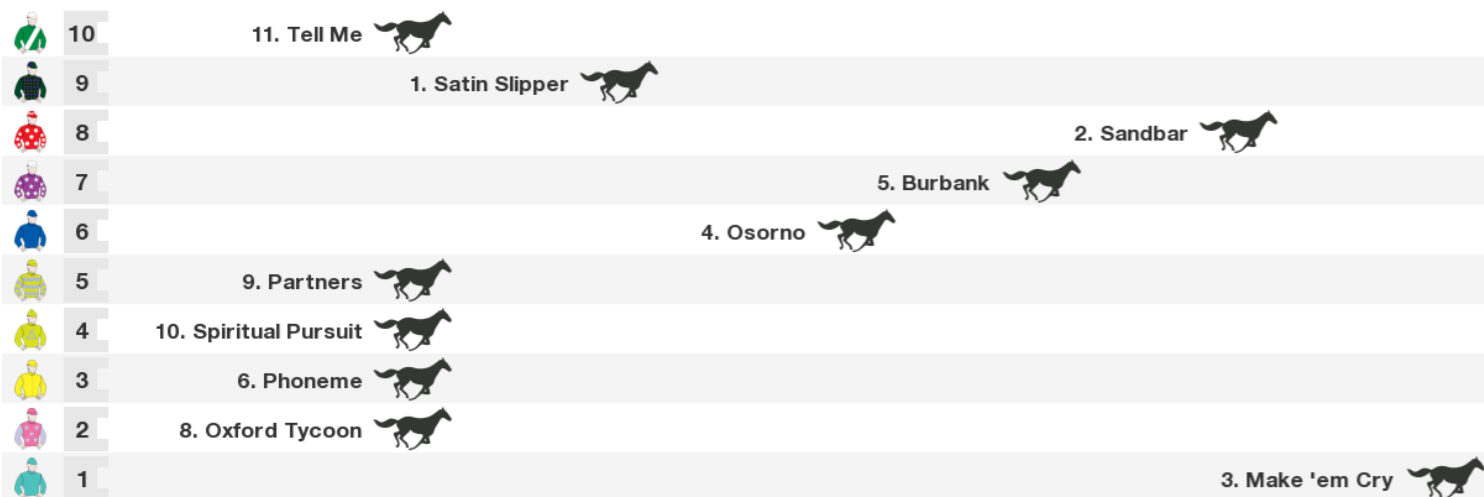 10 11. Tell Me
9 1. Satin Slipper
8 2. Sandbar
7 5. Burbank
6 4. Osorno
5 9. Partners
4 10. Spiritual Pursuit
3 6. Phoneme
2 8. Oxford Tycoon
1 3. Make 'em Cry